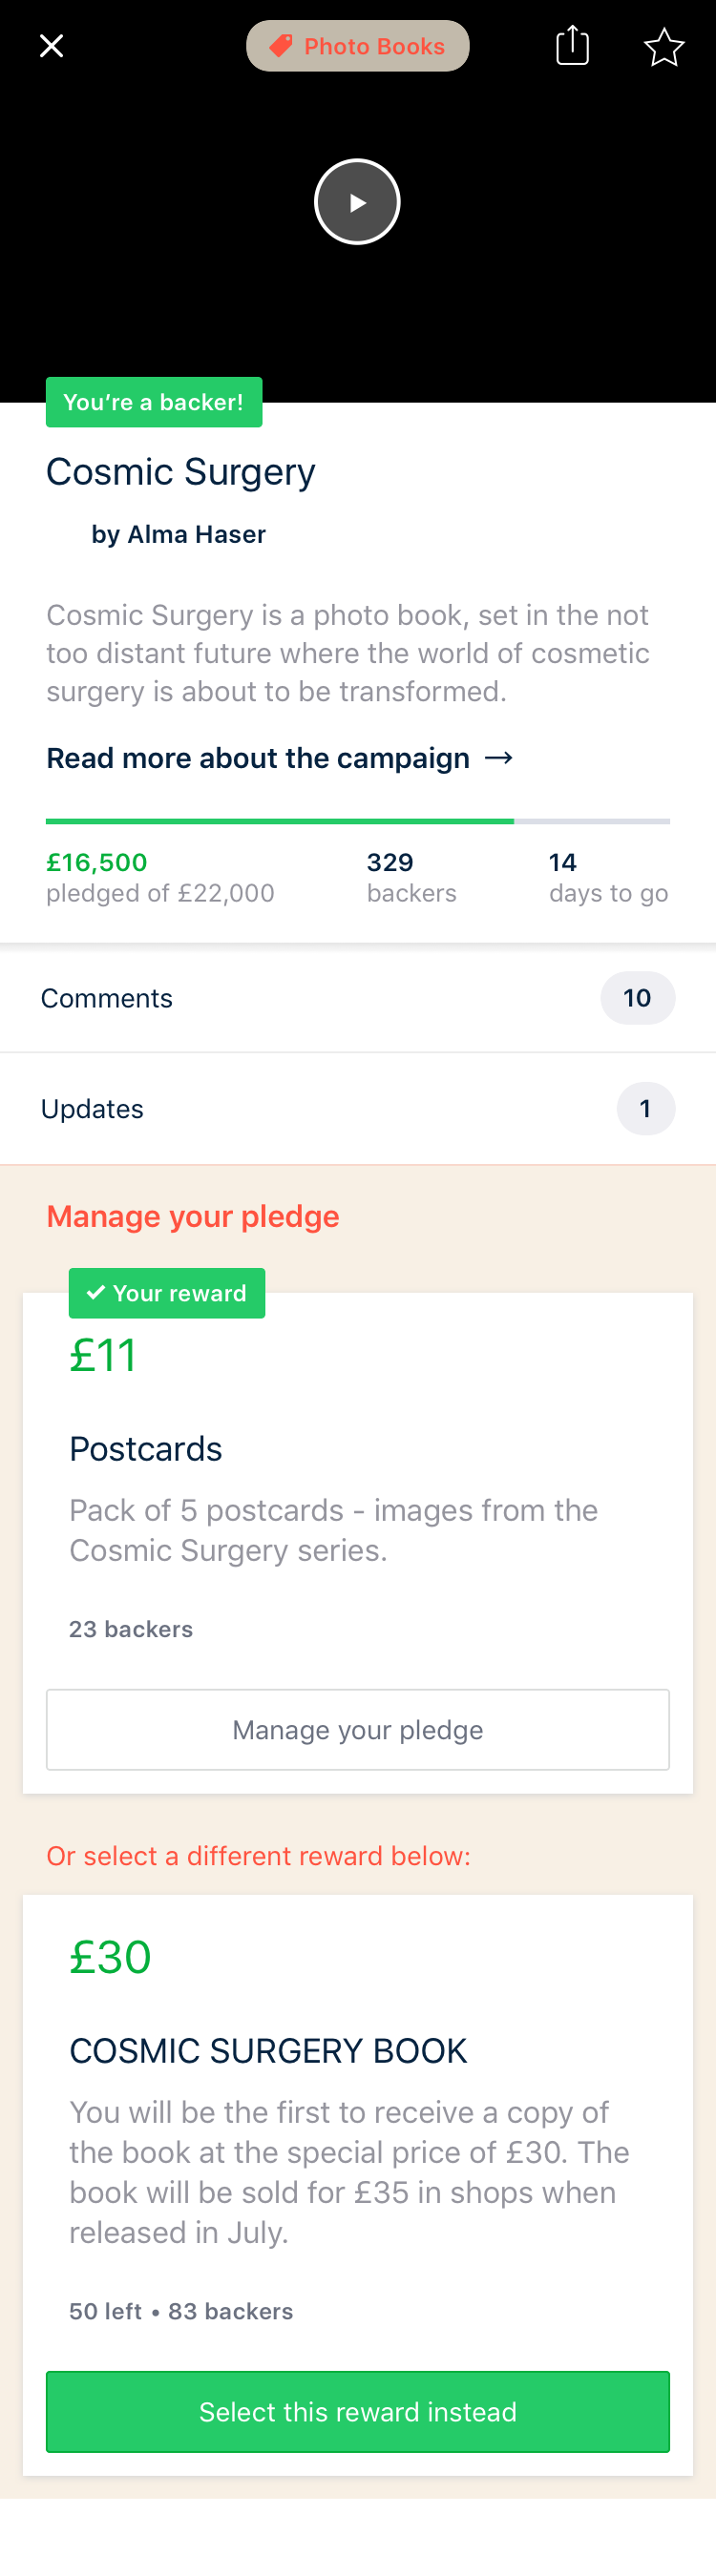 Photo Books
You’re a backer!
Cosmic Surgery
by Alma Haser
Cosmic Surgery is a photo book, set in the not
too distant future where the world of cosmetic
surgery is about to be transformed.
Read more about the campaign →
£16,500 329 14
pledged of £22,000 backers days to go
Comments 10
Updates 1
Manage your pledge
✓ Your reward
£11
Postcards
Pack of 5 postcards - images from the
Cosmic Surgery series.
23 backers
Manage your pledge
Or select a different reward below:
£30
COSMIC SURGERY BOOK
You will be the first to receive a copy of
the book at the special price of £30. The
book will be sold for £35 in shops when
released in July.
50 left • 83 backers
Select this reward instead